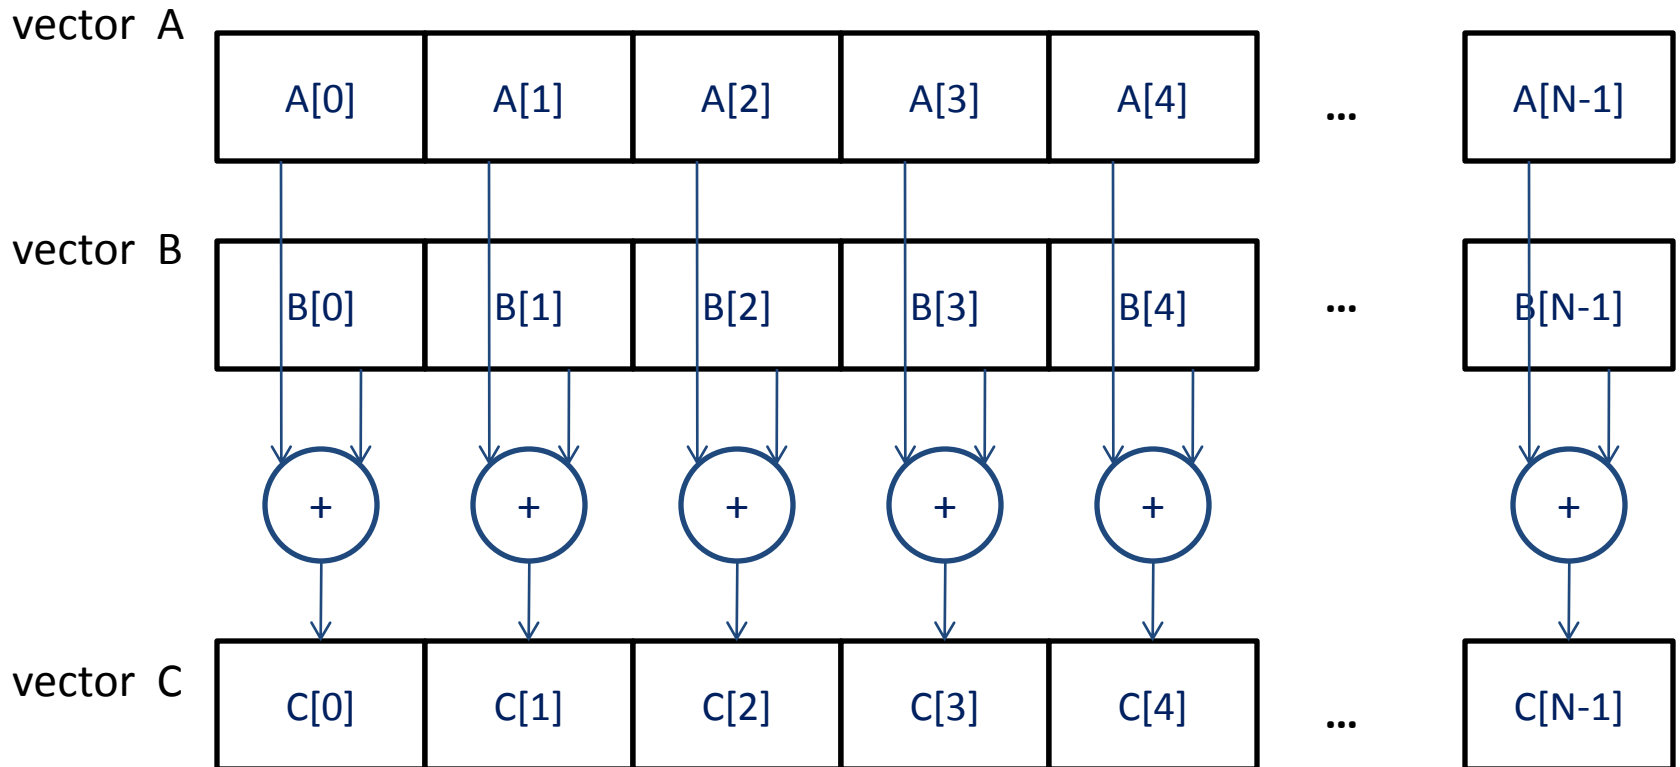 vector A
A[0] A[1] A[2] A[3] A[4] ... A[N-1]
vector B
B[0] B[1] B[2] B[3] B[4] ... B[N-1]
+ + + + + +
vector C
C[0] C[1] C[2] C[3] C[4] ... C[N-1]